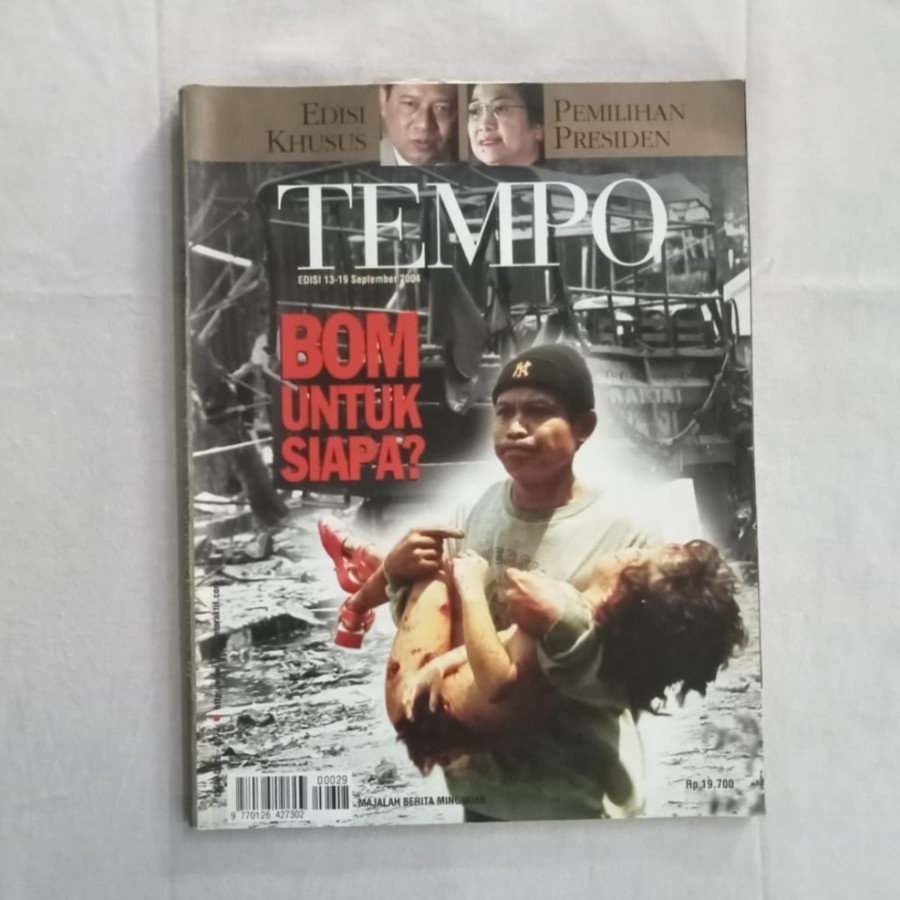 EDISI
KHUSUS
PEMILIHAN
PRESIDEN
TEMPO
EDISI 13-19 September 2004
BOM
UNTUK
SIAPA?
NY
00029
9 770126 427302
MAJALAH BERITA MINGGUAN
Rp 19.700